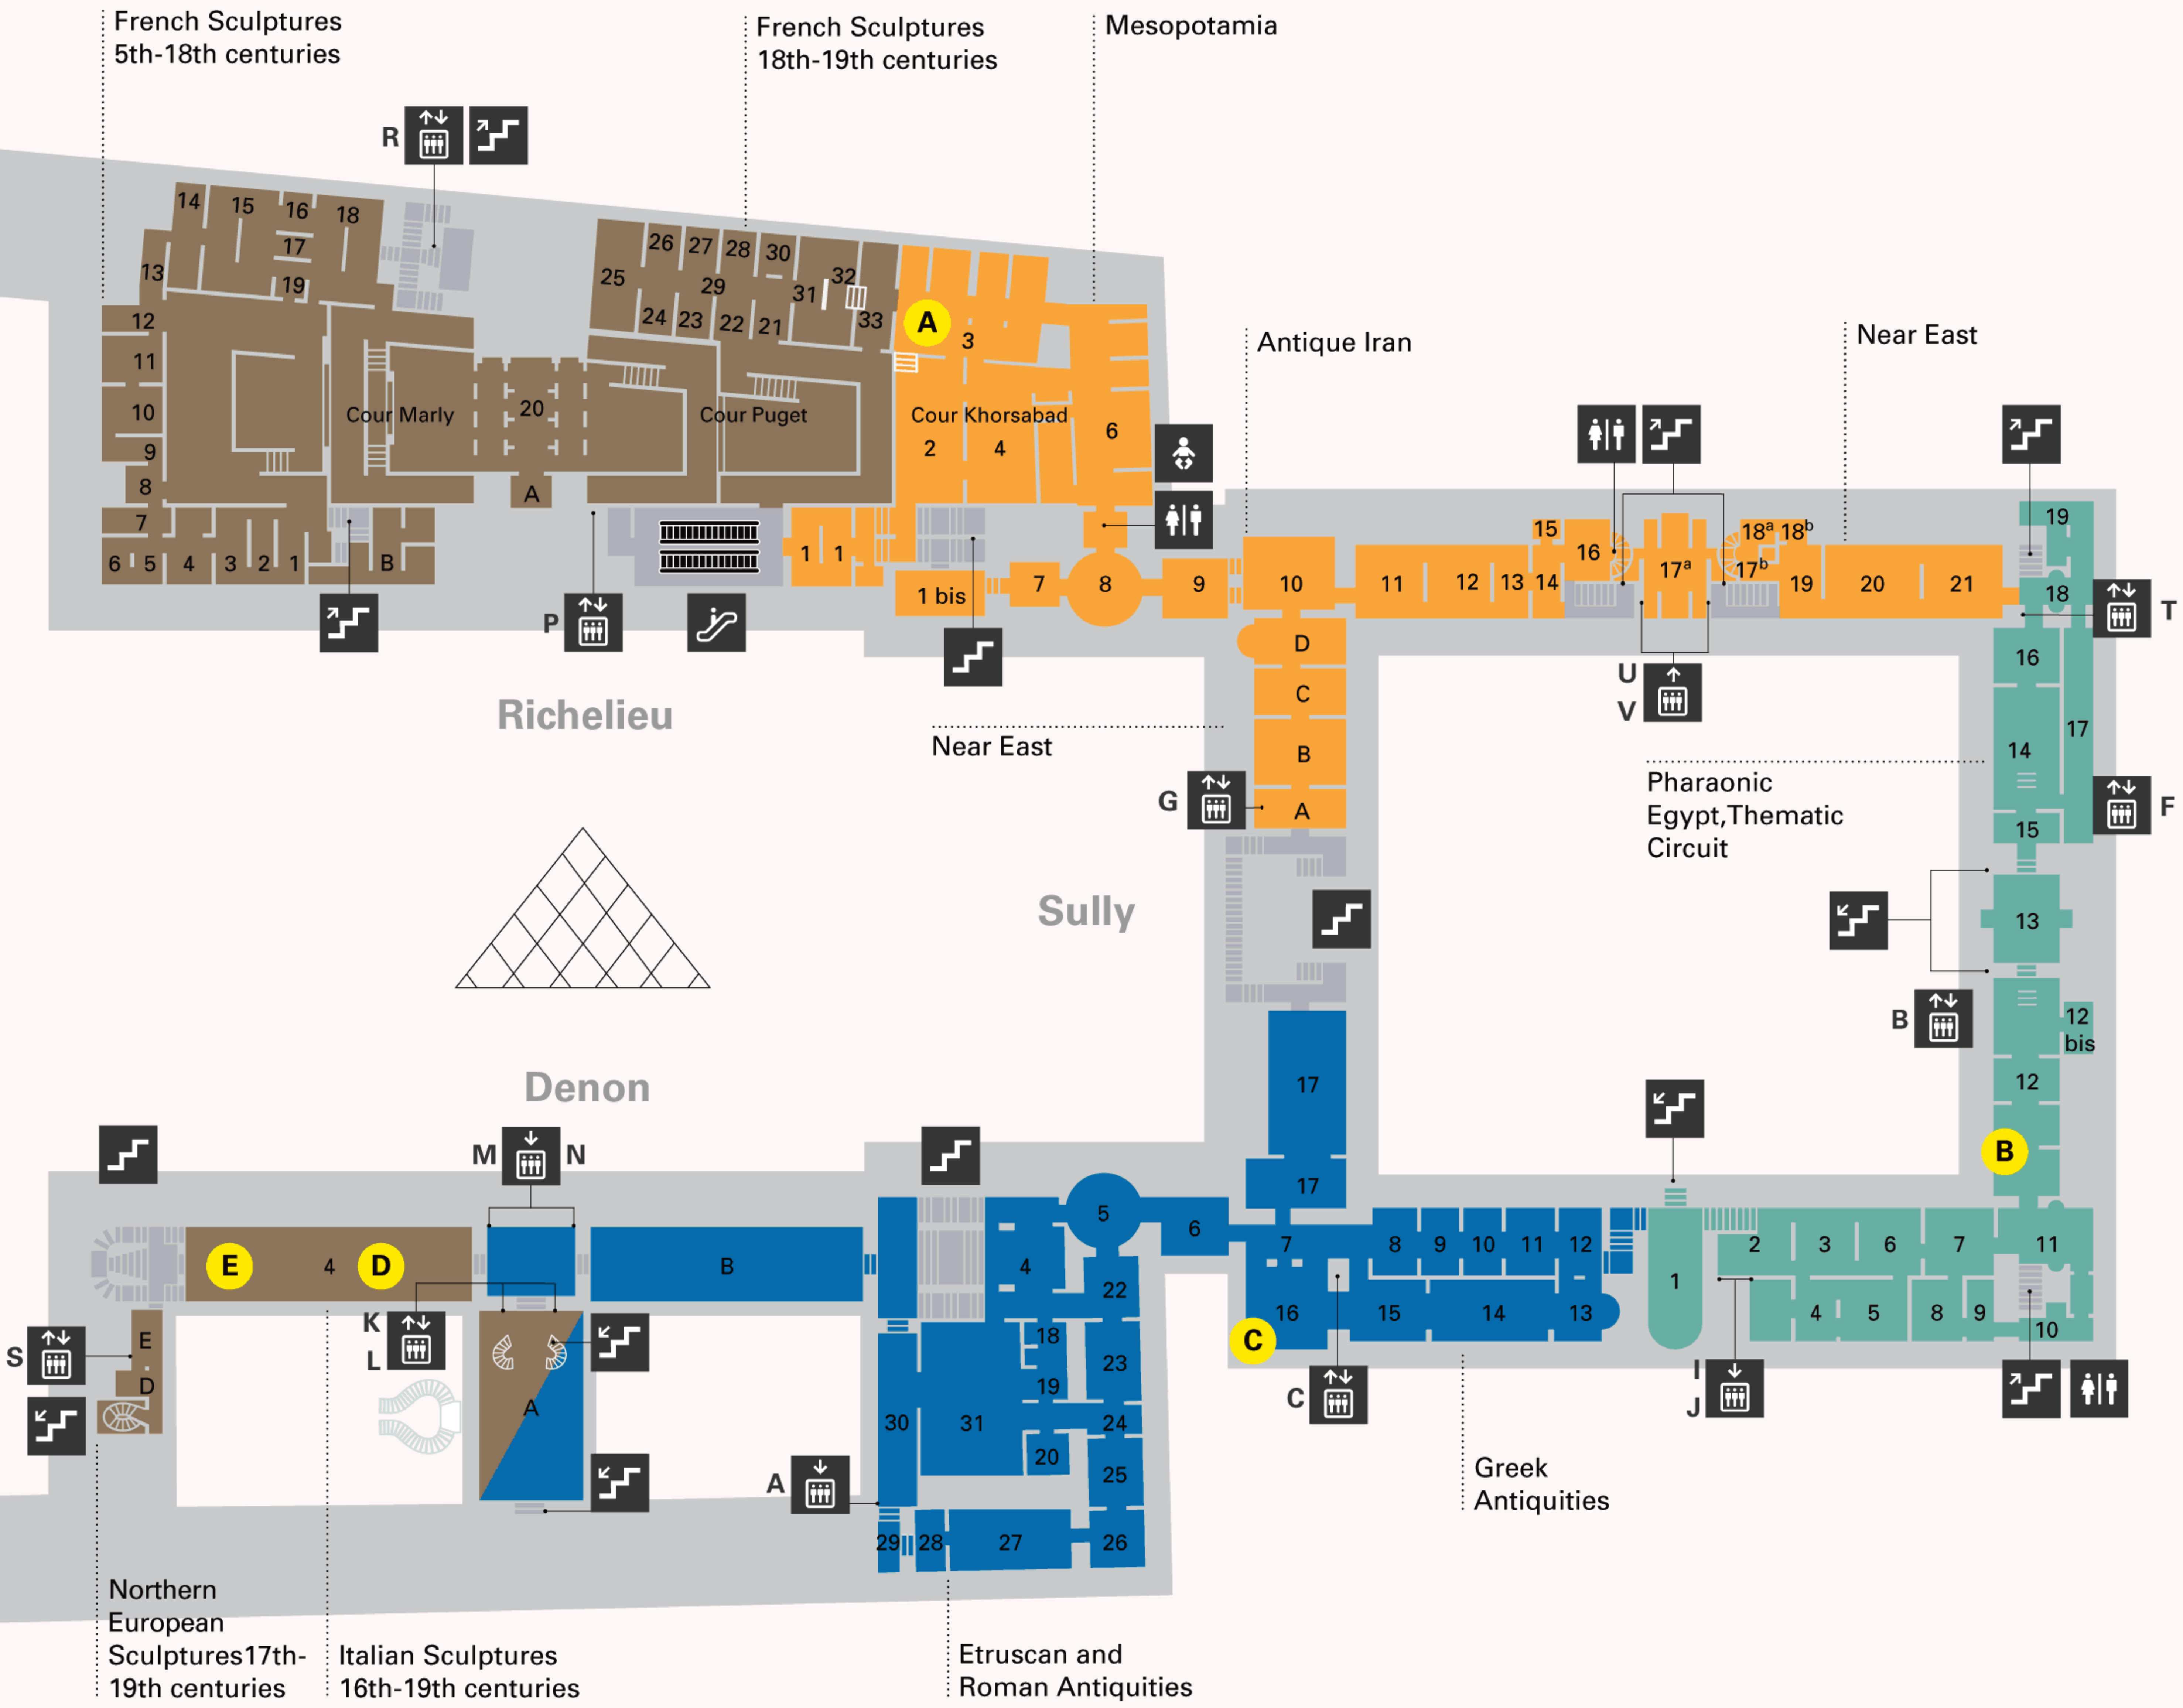 French Sculptures
5th-18th centuries
French Sculptures
18th-19th centuries
Mesopotamia
R
14 15 16 18
17
13 19
12
11
10
9
8
7
6 5 4 3 2 1 B
Cour Marly
20
A
26 27 28 30
25 29 31 32
24 23 22 21 33
Cour Puget
A
3
Cour Khorsabad
2 4 6
Antique Iran
Near East
1 1
1 bis 7 8 9 10
11 12 13 14 15 16 17a 17b 18a 18b 19 20 21
P
D
C
B
A
G
Near East
U
V
19
18
T
16
17
14
15
F
Pharaonic
Egypt,Thematic
Circuit
13
B
12
bis
12
B
Richelieu
Sully
Denon
17
17
M N
E 4 D
B
K
L
S
E
D
A
A
5
6
4
22
18
23
19
30 31 24
20
25
29 28 27 26
7 8 9 10 11 12
16 15 14 13
C
C
1
2 3 6 7 11
4 5 8 9 10
I
J
Greek
Antiquities
Northern
European
Sculptures17th-
19th centuries
Italian Sculptures
16th-19th centuries
Etruscan and
Roman Antiquities